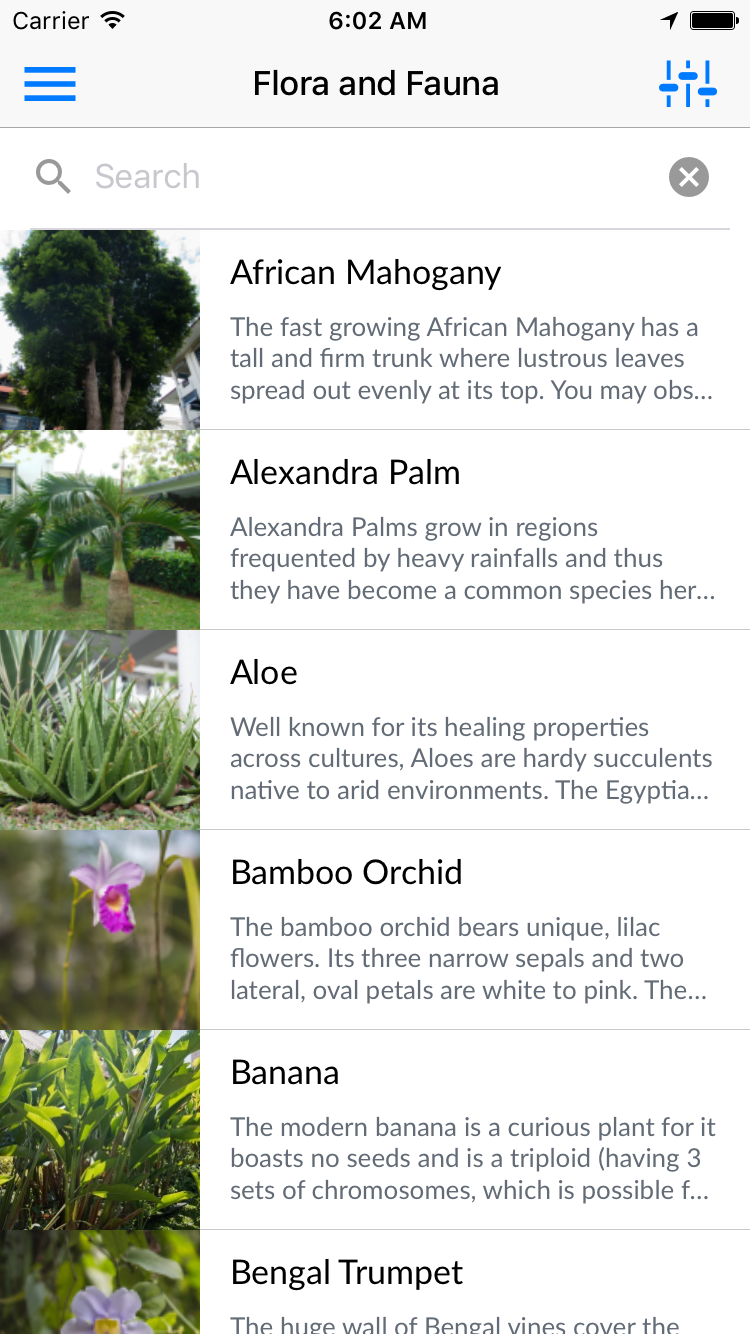 Carrier 6:02 AM
Flora and Fauna
Search
African Mahogany
The fast growing African Mahogany has a
tall and firm trunk where lustrous leaves
spread out evenly at its top. You may obs...
Alexandra Palm
Alexandra Palms grow in regions
frequented by heavy rainfalls and thus
they have become a common species her...
Aloe
Well known for its healing properties
across cultures, Aloes are hardy succulents
native to arid environments. The Egyptia...
Bamboo Orchid
The bamboo orchid bears unique, lilac
flowers. Its three narrow sepals and two
lateral, oval petals are white to pink. The...
Banana
The modern banana is a curious plant for it
boasts no seeds and is a triploid (having 3
sets of chromosomes, which is possible f...
Bengal Trumpet
The huge wall of Bengal vines cover the